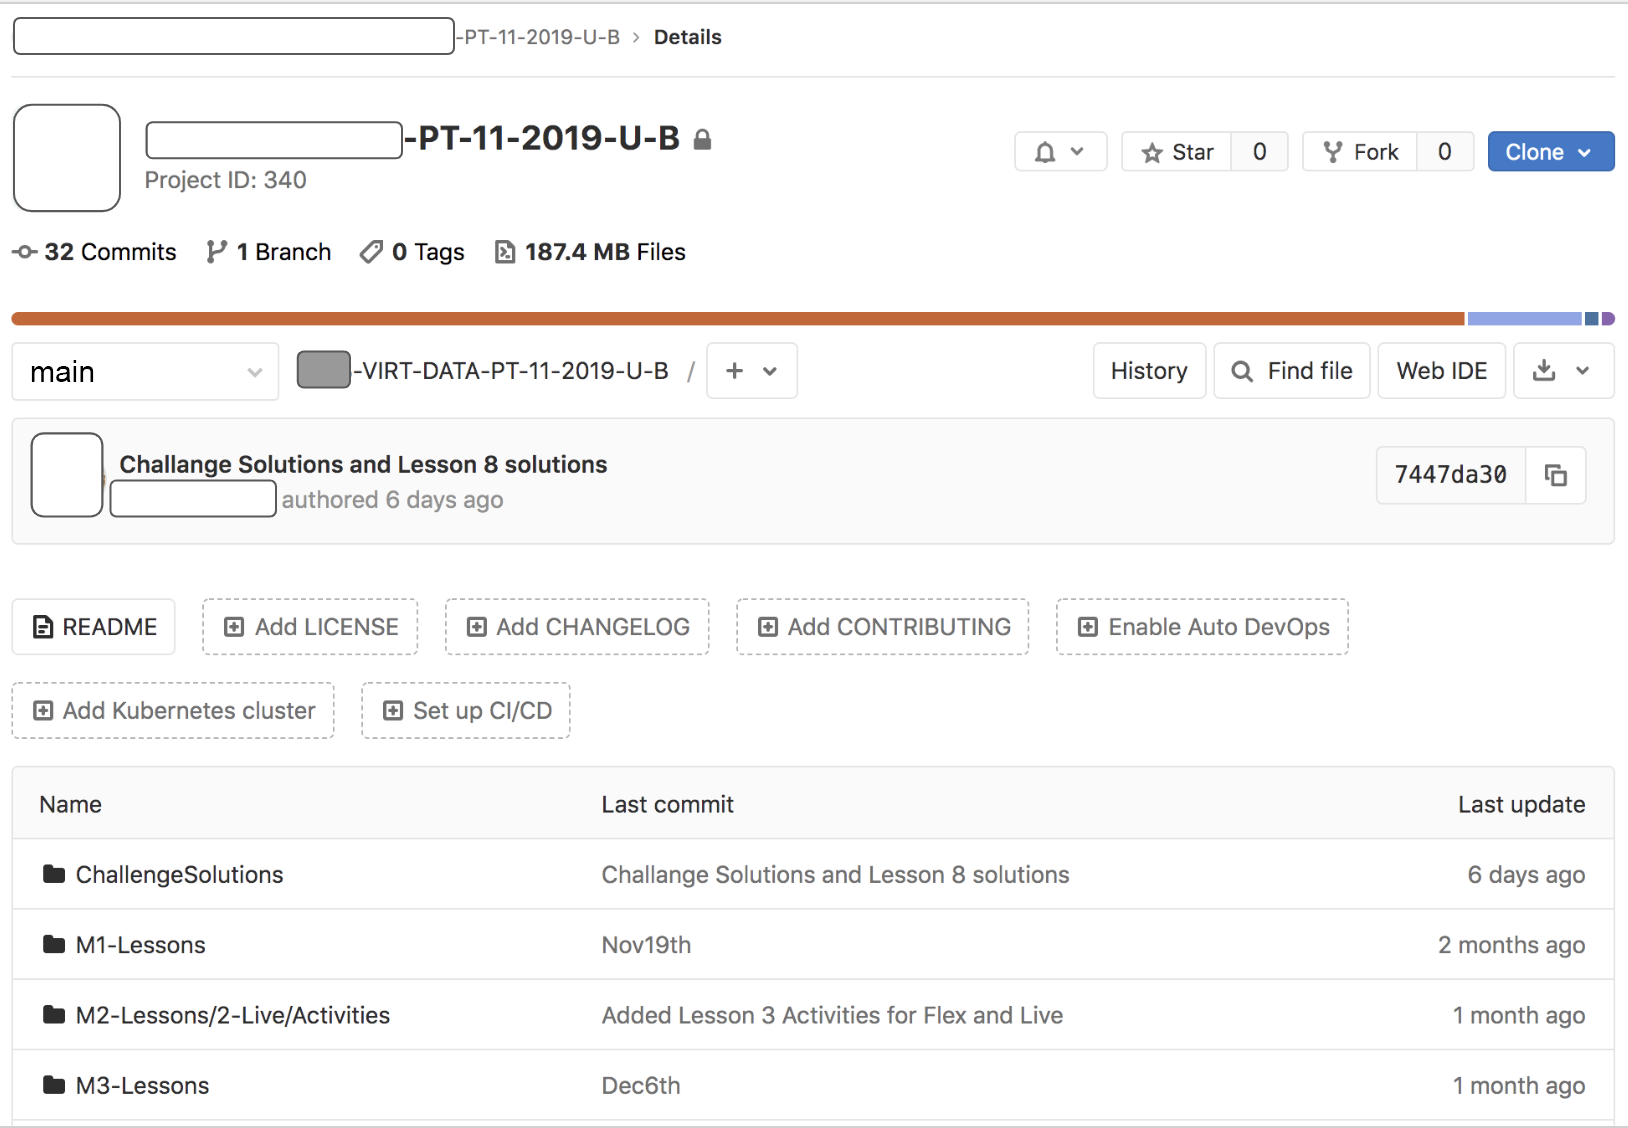 -PT-11-2019-U-B › Details
-PT-11-2019-U-B
Project ID: 340
Star 0 Fork 0 Clone
32 Commits 1 Branch 0 Tags 187.4 MB Files
main -VIRT-DATA-PT-11-2019-U-B / + History Find file Web IDE
Challange Solutions and Lesson 8 solutions
authored 6 days ago
7447da30
README Add LICENSE Add CHANGELOG Add CONTRIBUTING Enable Auto DevOps
Add Kubernetes cluster Set up CI/CD
Name Last commit Last update
ChallengeSolutions Challange Solutions and Lesson 8 solutions 6 days ago
M1-Lessons Nov19th 2 months ago
M2-Lessons/2-Live/Activities Added Lesson 3 Activities for Flex and Live 1 month ago
M3-Lessons Dec6th 1 month ago